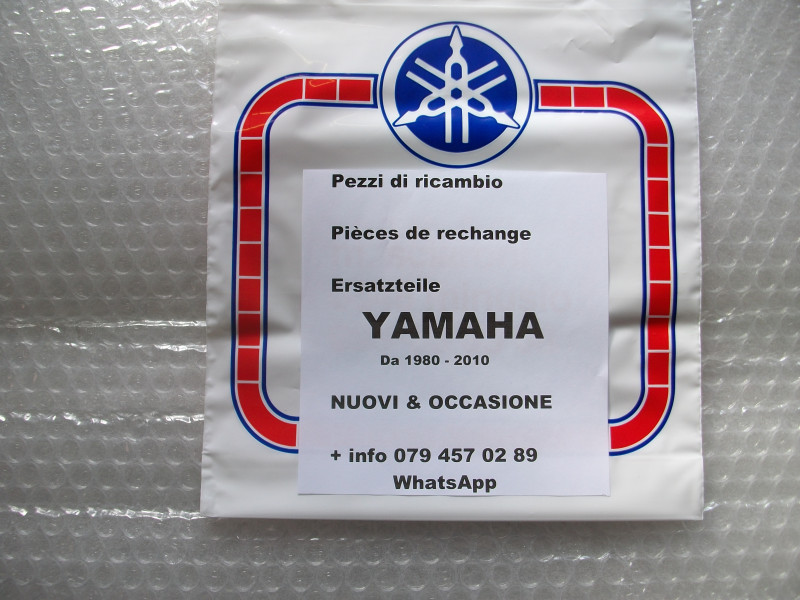 Pezzi di ricambio
Pièces de rechange
Ersatzteile
YAMAHA
Da 1980 - 2010
NUOVI & OCCASIONE
+ info 079 457 02 89
WhatsApp